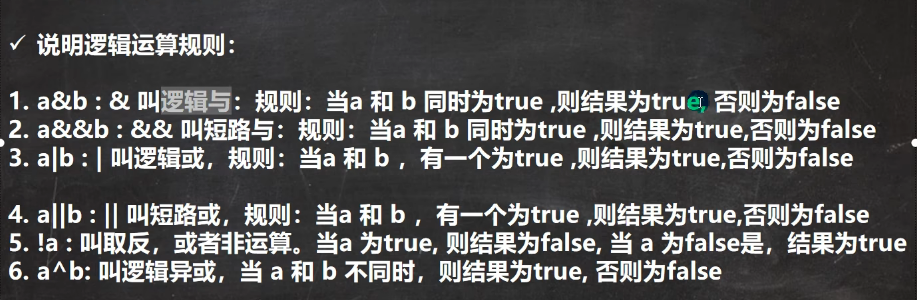 ✓ 说明逻辑运算规则：
1. a&b : & 叫逻辑与：规则：当a 和 b 同时为true ,则结果为true, 否则为false
2. a&&b : && 叫短路与：规则：当a 和 b 同时为true ,则结果为true,否则为false
3. a|b : | 叫逻辑或，规则：当a 和 b ，有一个为true ,则结果为true,否则为false
4. a||b : || 叫短路或，规则：当a 和 b ，有一个为true ,则结果为true,否则为false
5. !a : 叫取反，或者非运算。当a 为true, 则结果为false, 当 a 为false是，结果为true
6. a^b: 叫逻辑异或，当 a 和 b 不同时，则结果为true, 否则为false